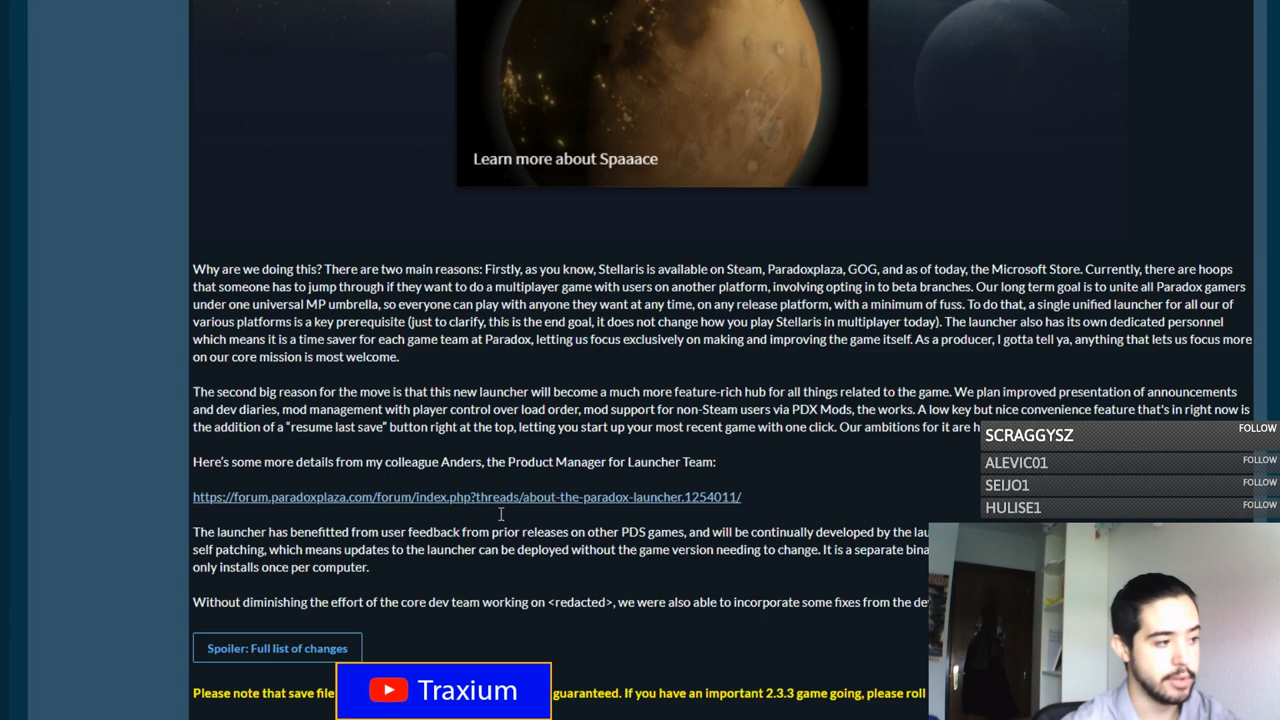 Learn more about Spaaace
Why are we doing this? There are two main reasons: Firstly, as you know, Stellaris is available on Steam, Paradoxplaza, GOG, and as of today, the Microsoft Store. Currently, there are hoops
that someone has to jump through if they want to do a multiplayer game with users on another platform, involving opting in to beta branches. Our long term goal is to unite all Paradox gamers
under one universal MP umbrella, so everyone can play with anyone they want at any time, on any release platform, with a minimum of fuss. To do that, a single unified launcher for all our of
various platforms is a key prerequisite (just to clarify, this is the end goal, it does not change how you play Stellaris in multiplayer today). The launcher also has its own dedicated personnel
which means it is a time saver for each game team at Paradox, letting us focus exclusively on making and improving the game itself. As a producer, I gotta tell ya, anything that lets us focus more
on our core mission is most welcome.
The second big reason for the move is that this new launcher will become a much more feature-rich hub for all things related to the game. We plan improved presentation of announcements
and dev diaries, mod management with player control over load order, mod support for non-Steam users via PDX Mods, the works. A low key but nice convenience feature that's in right now is
the addition of a "resume last save" button right at the top, letting you start up your most recent game with one click. Our ambitions for it are h
SCRAGGYSZ FOLLOW
ALEVIC01 FOLLOW
SEIJO1 FOLLOW
HULISE1 FOLLOW
Here's some more details from my colleague Anders, the Product Manager for Launcher Team:
https://forum.paradoxplaza.com/forum/index.php?threads/about-the-paradox-launcher.1254011/
The launcher has benefitted from user feedback from prior releases on other PDS games, and will be continually developed by the lau
self patching, which means updates to the launcher can be deployed without the game version needing to change. It is a separate bina
only installs once per computer.
Without diminishing the effort of the core dev team working on <redacted>, we were also able to incorporate some fixes from the de
Spoiler: Full list of changes
Please note that save file guaranteed. If you have an important 2.3.3 game going, please roll
Traxium